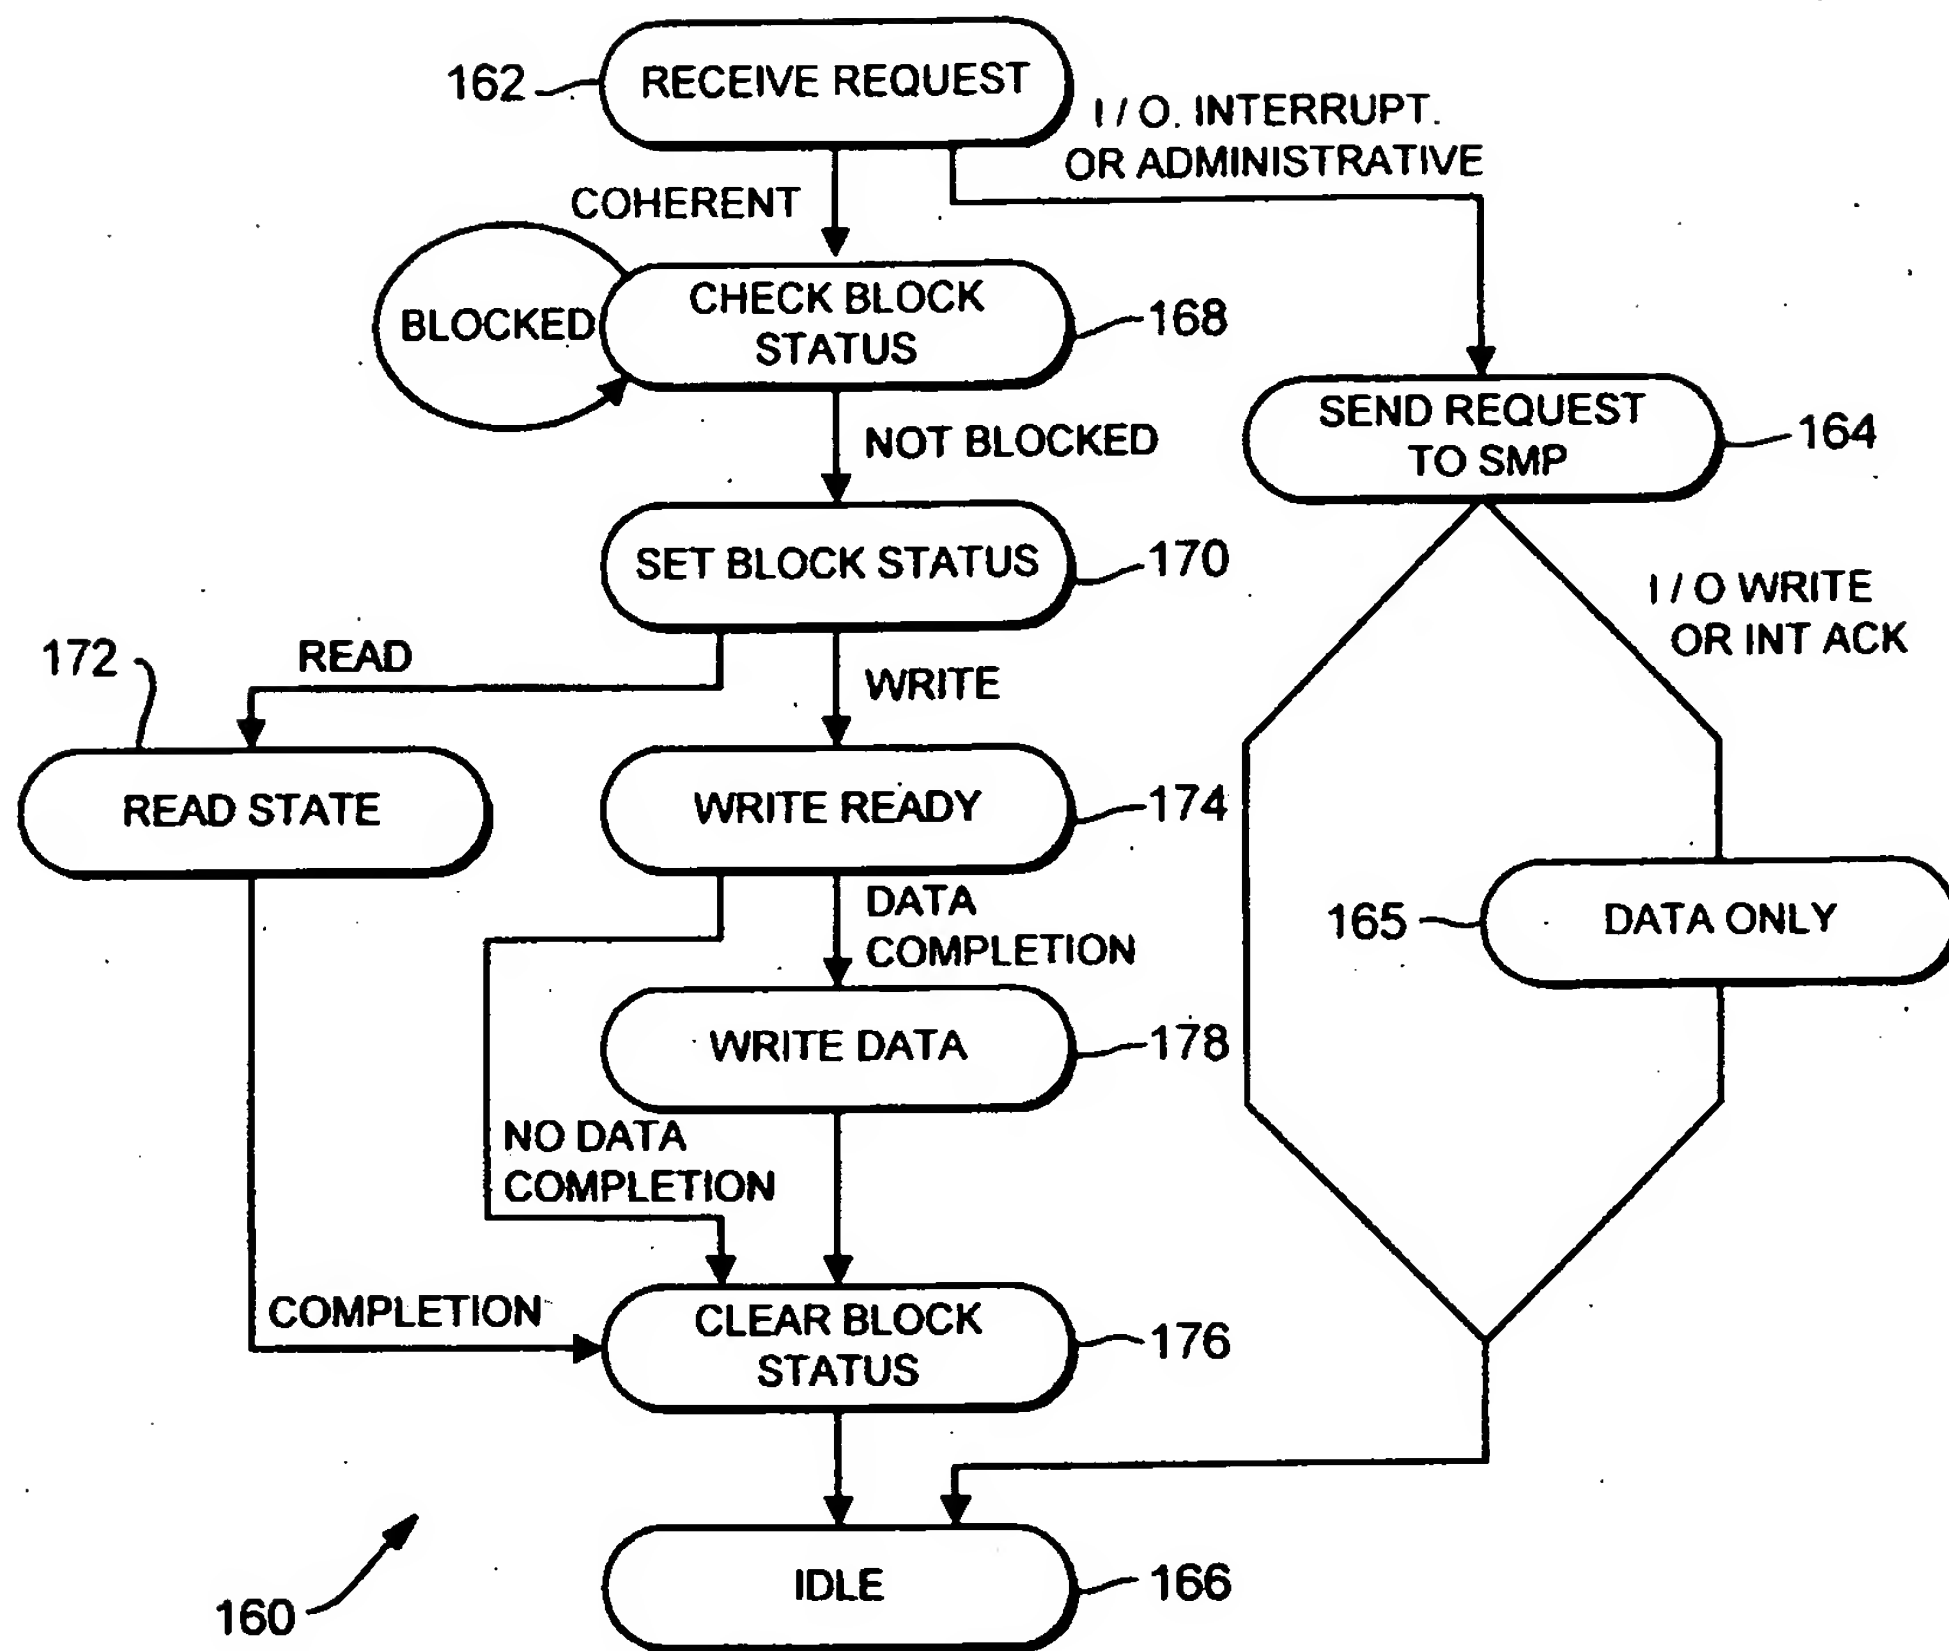 162
RECEIVE REQUEST
I / O. INTERRUPT.
OR ADMINISTRATIVE
COHERENT
BLOCKED
CHECK BLOCK
STATUS
168
NOT BLOCKED
SEND REQUEST
TO SMP
164
SET BLOCK STATUS
170
I / O WRITE
OR INT ACK
172
READ
WRITE
READ STATE
WRITE READY
174
DATA
COMPLETION
165
DATA ONLY
WRITE DATA
178
NO DATA
COMPLETION
COMPLETION
CLEAR BLOCK
STATUS
176
IDLE
166
160